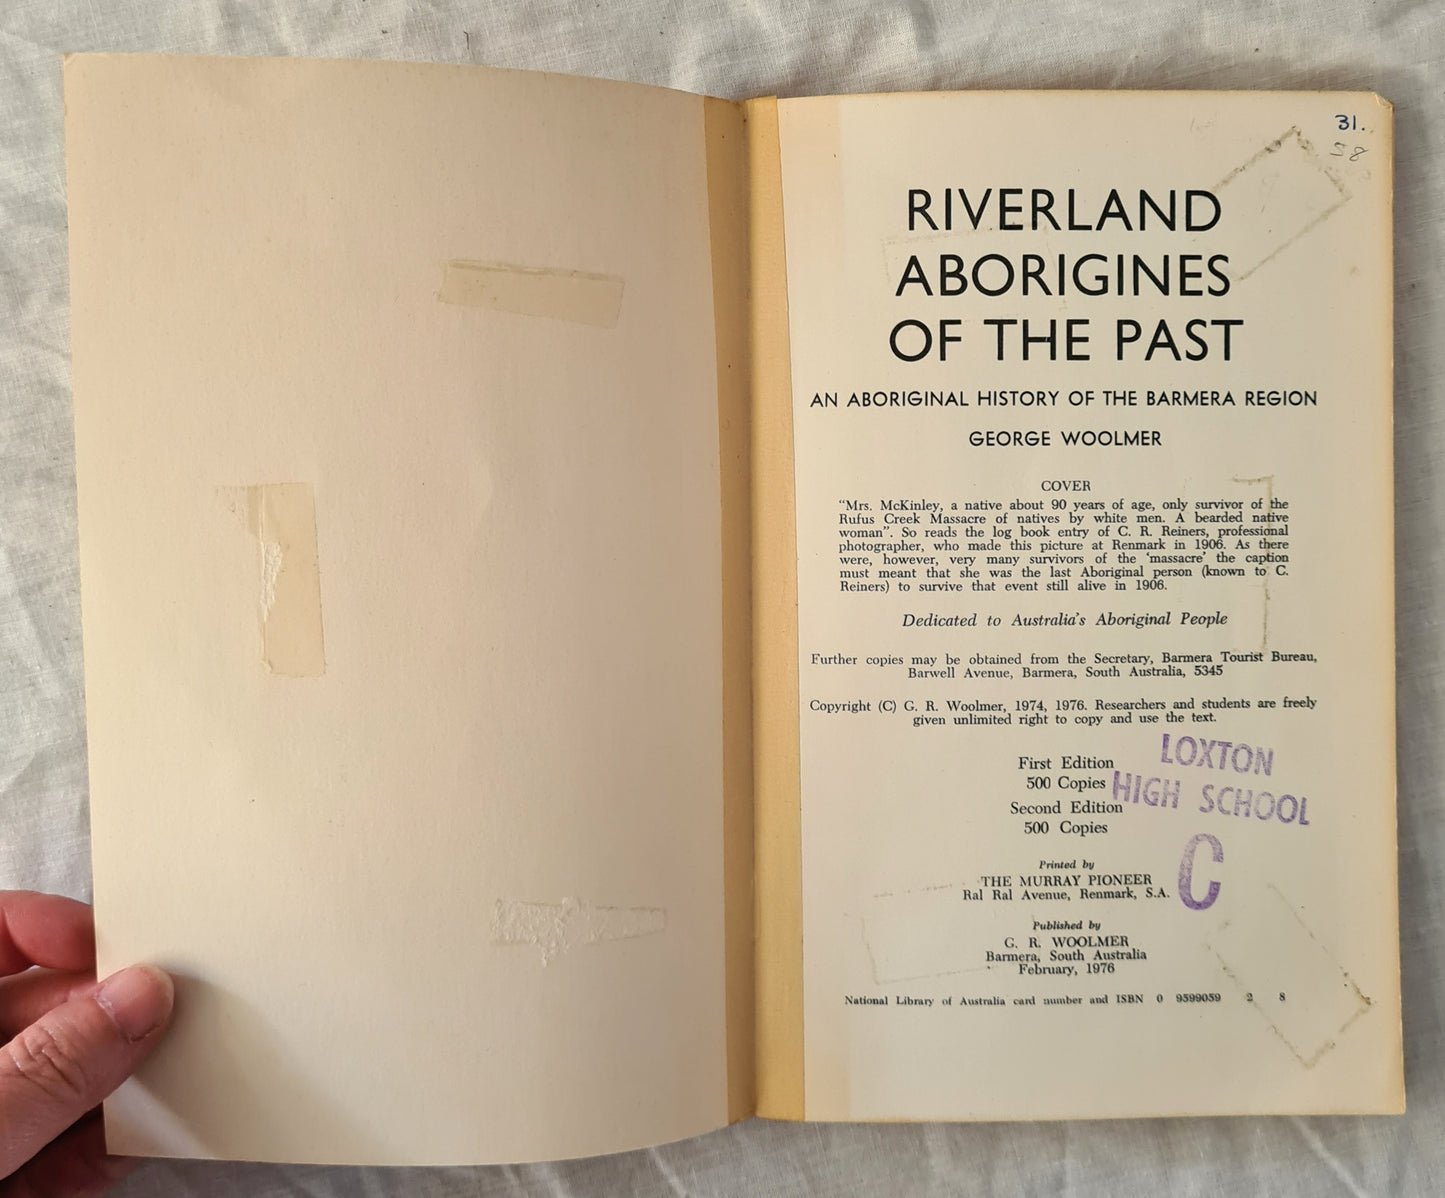 31.
58
RIVERLAND
ABORIGINES
OF THE PAST
AN ABORIGINAL HISTORY OF THE BARMERA REGION
GEORGE WOOLMER
COVER
"Mrs. McKinley, a native about 90 years of age, only survivor of the
Rufus Creek Massacre of natives by white men. A bearded native
woman". So reads the log book entry of C. R. Reiners, professional
photographer, who made this picture at Renmark in 1906. As there
were, however, very many survivors of the 'massacre' the caption
must meant that she was the last Aboriginal person (known to C.
Reiners) to survive that event still alive in 1906.
Dedicated to Australia's Aboriginal People
Further copies may be obtained from the Secretary, Barmera Tourist Bureau,
Barwell Avenue, Barmera, South Australia, 5345
Copyright (C) G. R. Woolmer, 1974, 1976. Researchers and students are freely
given unlimited right to copy and use the text.
First Edition
500 Copies
Second Edition
500 Copies
LOXTON
HIGH SCHOOL
C
Printed by
THE MURRAY PIONEER
Ral Ral Avenue, Renmark, S.A.
Published by
G. R. WOOLMER
Barmera, South Australia
February, 1976
National Library of Australia card number and ISBN 0 9599059 2 8